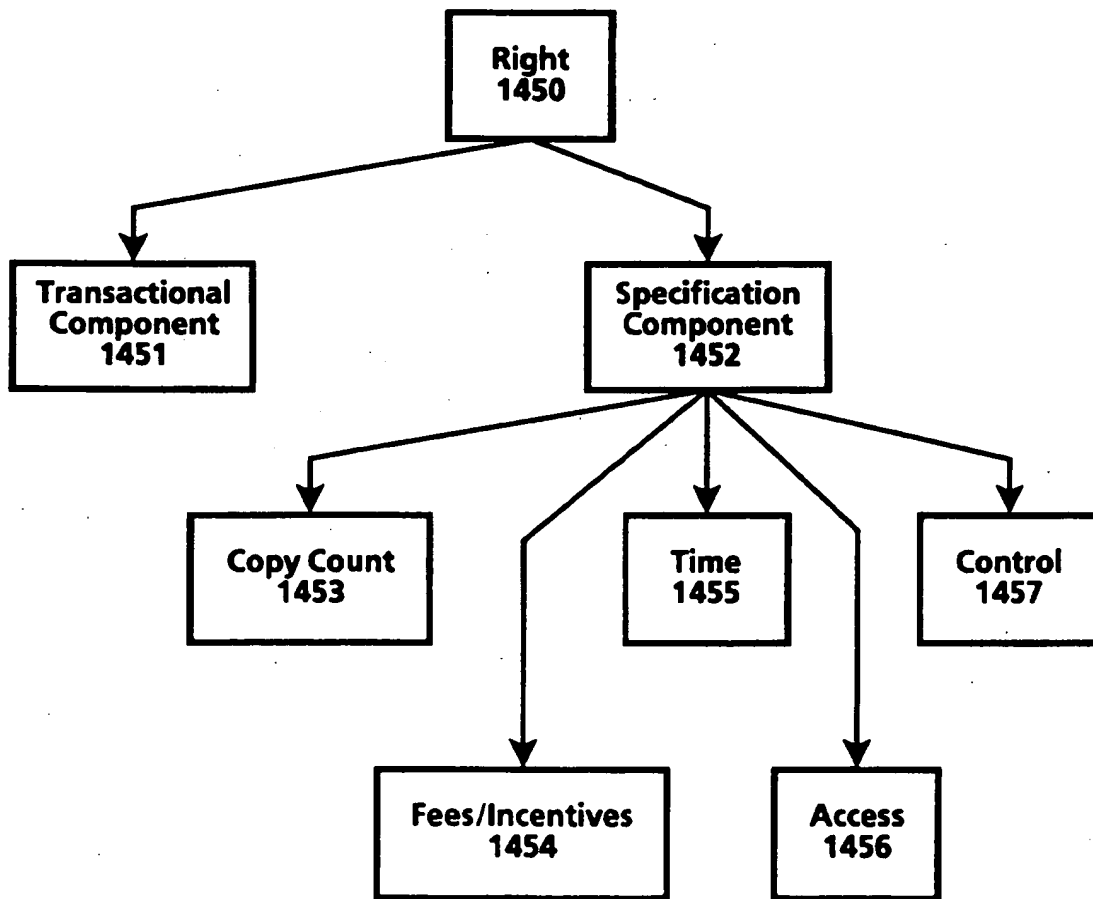 Right
1450
Transactional
Component
1451
Specification
Component
1452
Copy Count
1453
Time
1455
Control
1457
Fees/Incentives
1454
Access
1456